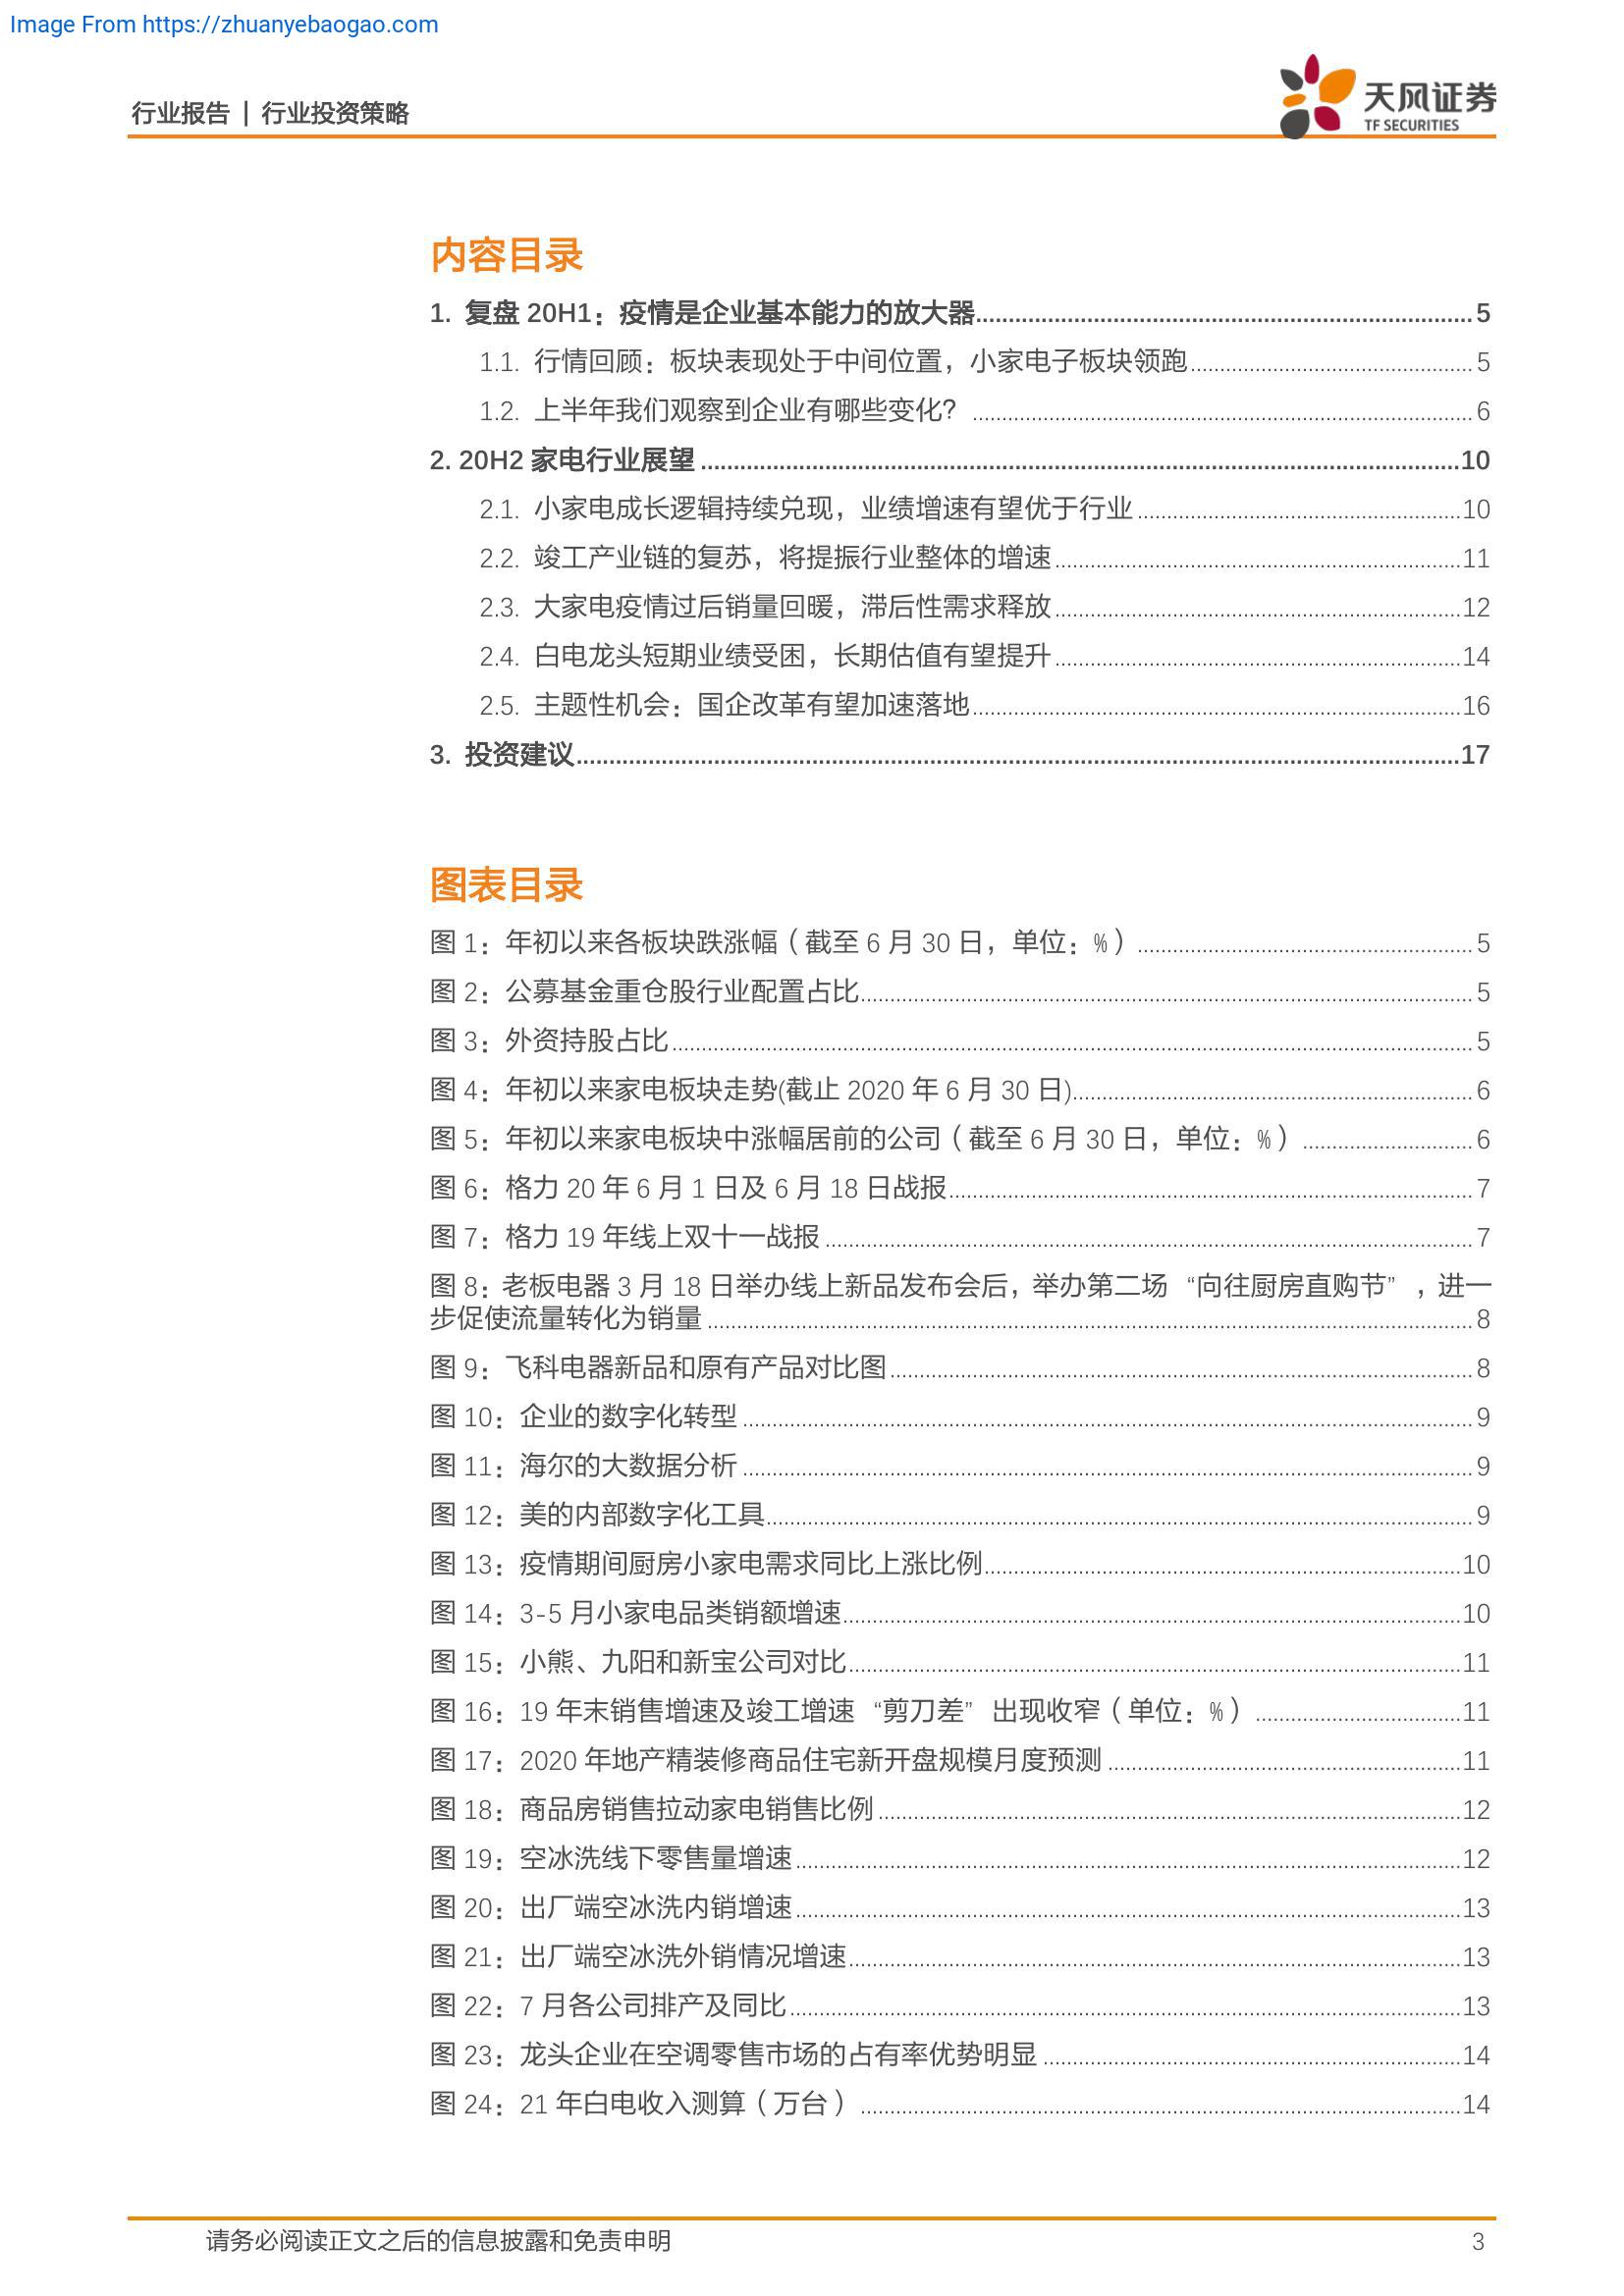 Image From https://zhuanyebaogao.com
行业报告 | 行业投资策略
天风证券
TF SECURITIES
内容目录
1. 复盘 20H1：疫情是企业基本能力的放大器 5
1.1. 行情回顾：板块表现处于中间位置，小家电子板块领跑 5
1.2. 上半年我们观察到企业有哪些变化？ 6
2. 20H2 家电行业展望 10
2.1. 小家电成长逻辑持续兑现，业绩增速有望优于行业 10
2.2. 竣工产业链的复苏，将提振行业整体的增速 11
2.3. 大家电疫情过后销量回暖，滞后性需求释放 12
2.4. 白电龙头短期业绩受困，长期估值有望提升 14
2.5. 主题性机会：国企改革有望加速落地 16
3. 投资建议 17
图表目录
图 1：年初以来各板块跌涨幅（截至 6 月 30 日，单位：%） 5
图 2：公募基金重仓股行业配置占比 5
图 3：外资持股占比 5
图 4：年初以来家电板块走势(截止 2020 年 6 月 30 日) 6
图 5：年初以来家电板块中涨幅居前的公司（截至 6 月 30 日，单位：%） 6
图 6：格力 20 年 6 月 1 日及 6 月 18 日战报 7
图 7：格力 19 年线上双十一战报 7
图 8：老板电器 3 月 18 日举办线上新品发布会后，举办第二场“向往厨房直购节”，进一
步促使流量转化为销量 8
图 9：飞科电器新品和原有产品对比图 8
图 10：企业的数字化转型 9
图 11：海尔的大数据分析 9
图 12：美的内部数字化工具 9
图 13：疫情期间厨房小家电需求同比上涨比例 10
图 14：3-5 月小家电品类销额增速 10
图 15：小熊、九阳和新宝公司对比 11
图 16：19 年末销售增速及竣工增速“剪刀差”出现收窄（单位：%） 11
图 17：2020 年地产精装修商品住宅新开盘规模月度预测 11
图 18：商品房销售拉动家电销售比例 12
图 19：空冰洗线下零售量增速 12
图 20：出厂端空冰洗内销增速 13
图 21：出厂端空冰洗外销情况增速 13
图 22：7 月各公司排产及同比 13
图 23：龙头企业在空调零售市场的占有率优势明显 14
图 24：21 年白电收入测算（万台） 14
请务必阅读正文之后的信息披露和免责申明 3